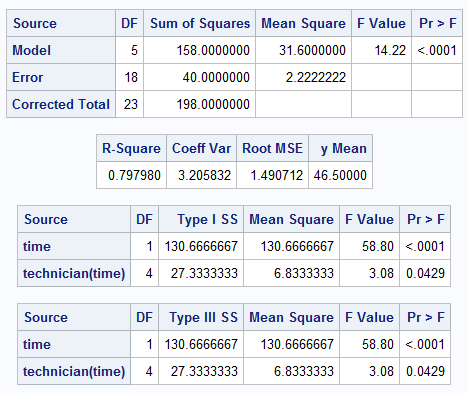 Source DF Sum of Squares Mean Square F Value Pr > F
Model 5 158.0000000 31.6000000 14.22 <.0001
Error 18 40.0000000 2.2222222
Corrected Total 23 198.0000000
R-Square Coeff Var Root MSE y Mean
0.797980 3.205832 1.490712 46.50000
Source DF Type I SS Mean Square F Value Pr > F
time 1 130.6666667 130.6666667 58.80 <.0001
technician(time) 4 27.3333333 6.8333333 3.08 0.0429
Source DF Type III SS Mean Square F Value Pr > F
time 1 130.6666667 130.6666667 58.80 <.0001
technician(time) 4 27.3333333 6.8333333 3.08 0.0429